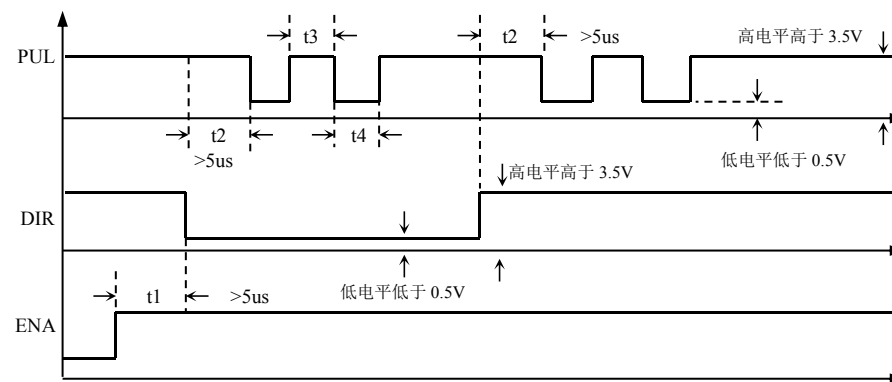 t3
t2
>5us
高电平高于 3.5V
PUL
t2
t4
>5us
低电平低于 0.5V
高电平高于 3.5V
DIR
t1
>5us
低电平低于 0.5V
ENA